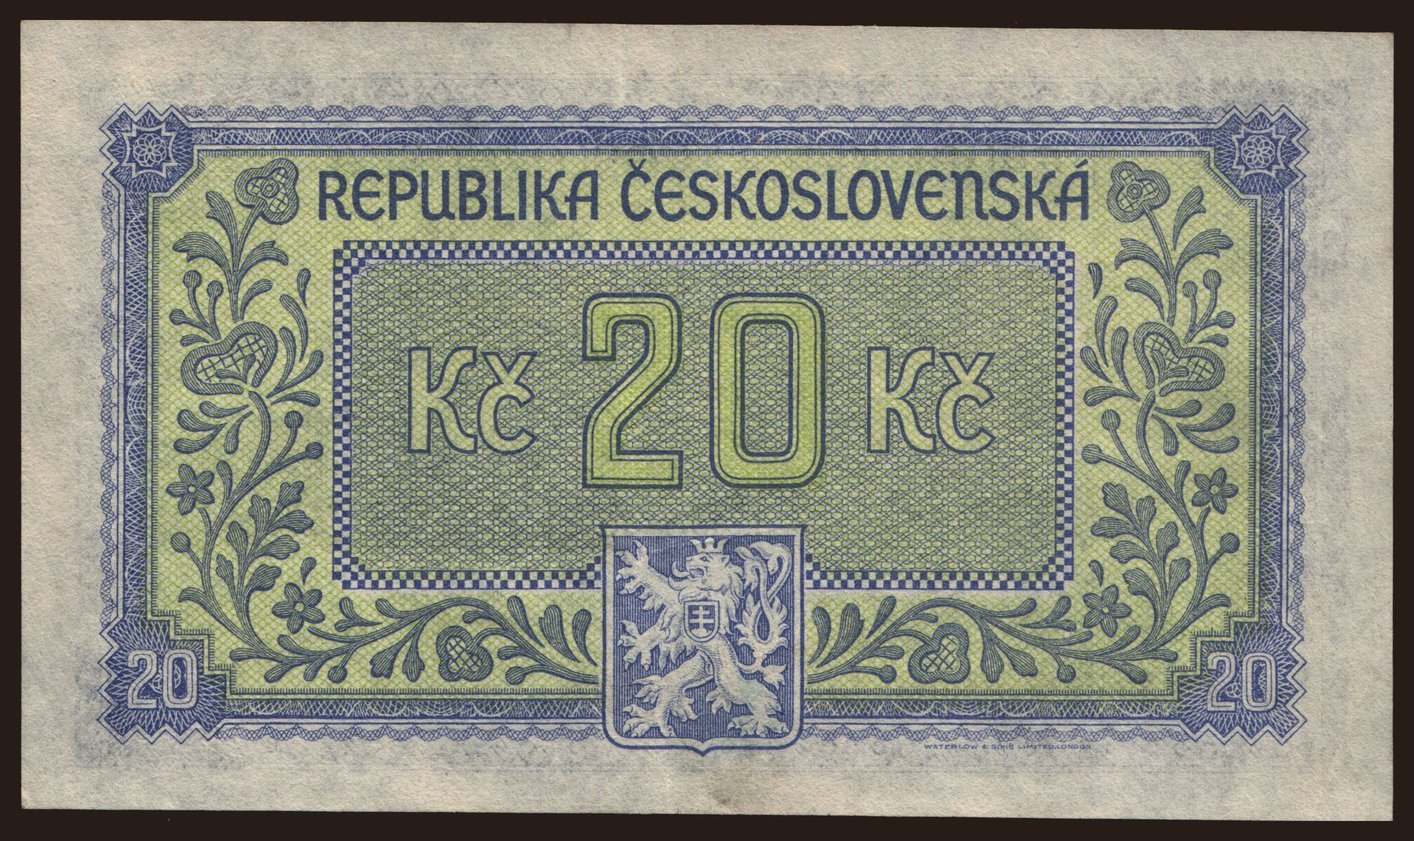 REPUBLIKA ČESKOSLOVENSKÁ
Kč 20 Kč
20 20
WATERLOW & SONS LIMITED, LONDON.